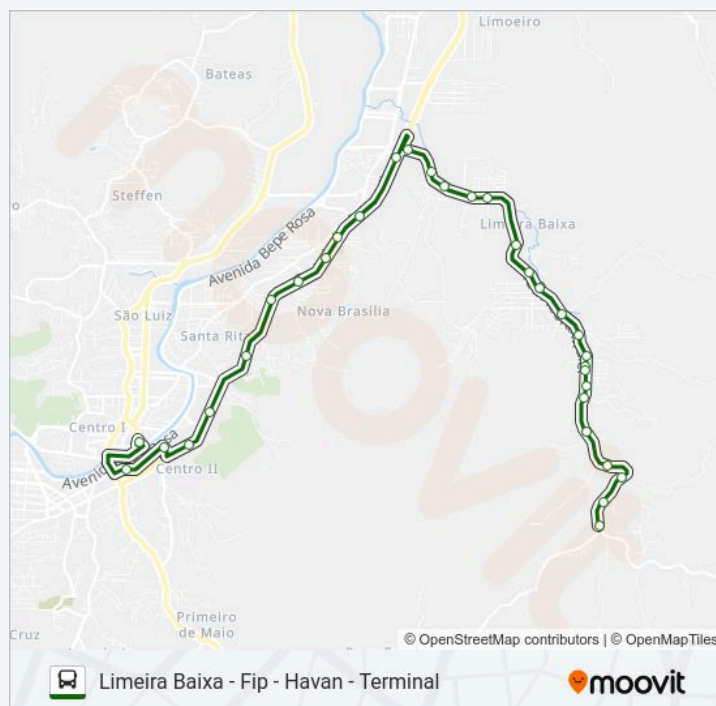 Limoeiro
Bateas
Steffen
Avenida Bepe Rosa
Limeira Baixa
São Luiz
Nova Brasília
Santa Rita
Centro I
Centro II
Primeiro
de Maio
Cruz
© OpenStreetMap contributors | © OpenMapTiles
Limeira Baixa - Fip - Havan - Terminal
moovit